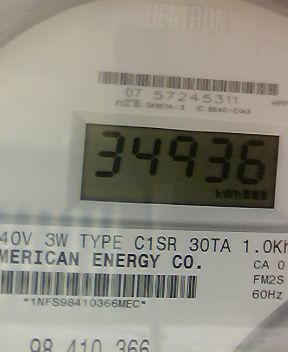 CENTRON
07 57245311
34936
kWh
40V 3W TYPE C1SR 30TA 1.0Kh
MERICAN ENERGY CO.
CA 0
FM2S
60Hz
*1NFS98410366MEC*
98 410 366